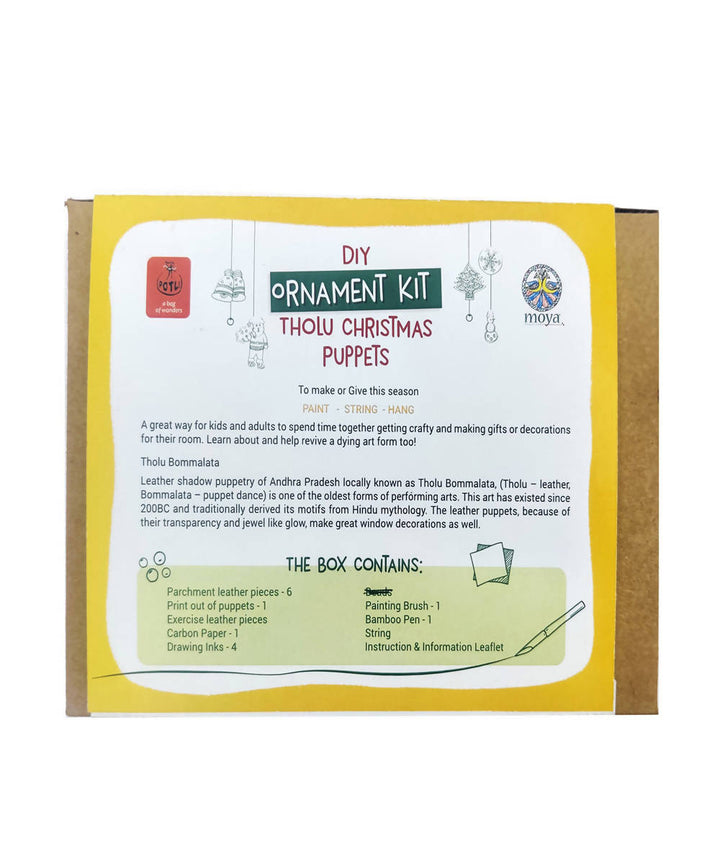 DIY
ORNAMENT KIT
THOLU CHRISTMAS
PUPPETS
POTLI
a bag
of wonders
moya
To make or Give this season
PAINT - STRING - HANG
A great way for kids and adults to spend time together getting crafty and making gifts or decorations
for their room. Learn about and help revive a dying art form too!
Tholu Bommalata
Leather shadow puppetry of Andhra Pradesh locally known as Tholu Bommalata, (Tholu – leather,
Bommalata – puppet dance) is one of the oldest forms of performing arts. This art has existed since
200BC and traditionally derived its motifs from Hindu mythology. The leather puppets, because of
their transparency and jewel like glow, make great window decorations as well.
THE BOX CONTAINS:
Parchment leather pieces - 6
Print out of puppets - 1
Exercise leather pieces
Carbon Paper - 1
Drawing Inks - 4
Beads
Painting Brush - 1
Bamboo Pen - 1
String
Instruction & Information Leaflet